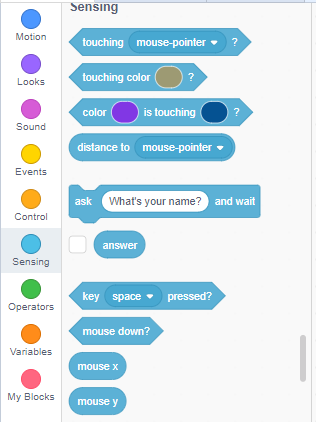 Motion
Looks
Sound
Events
Control
Sensing
Operators
Variables
My Blocks
Sensing
touching mouse-pointer ?
touching color ?
color is touching ?
distance to mouse-pointer
ask What's your name? and wait
answer
key space pressed?
mouse down?
mouse x
mouse y